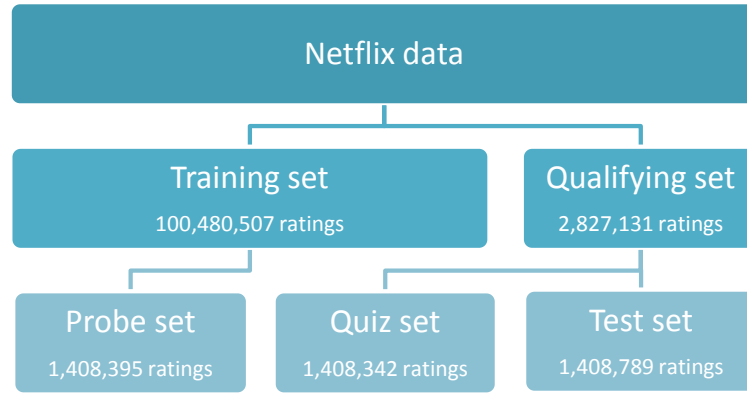 Netflix data
Training set
100,480,507 ratings
Qualifying set
2,827,131 ratings
Probe set
1,408,395 ratings
Quiz set
1,408,342 ratings
Test set
1,408,789 ratings